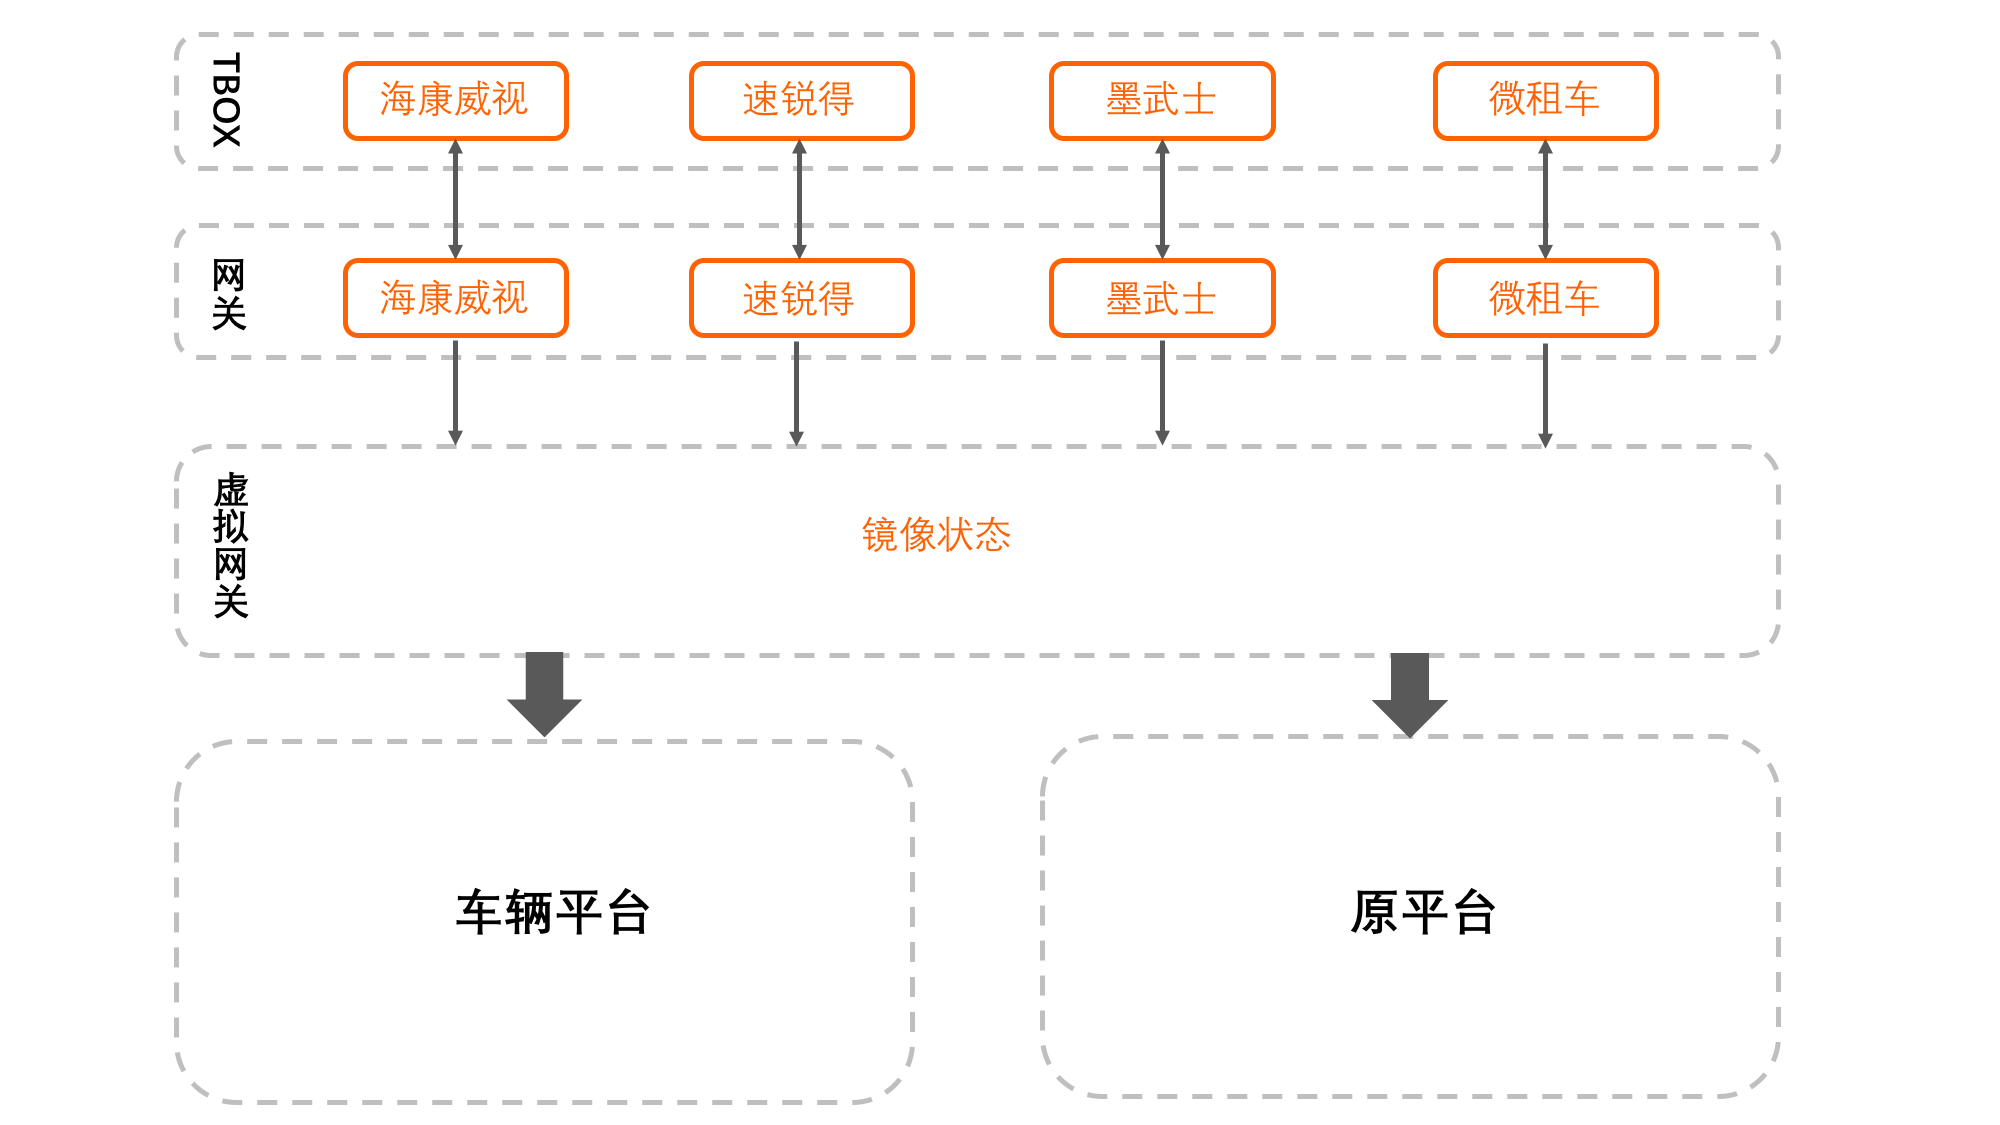 TBOX
海康威视
速锐得
墨武士
微租车
网关
海康威视
速锐得
墨武士
微租车
虚拟网关
镜像状态
车辆平台
原平台